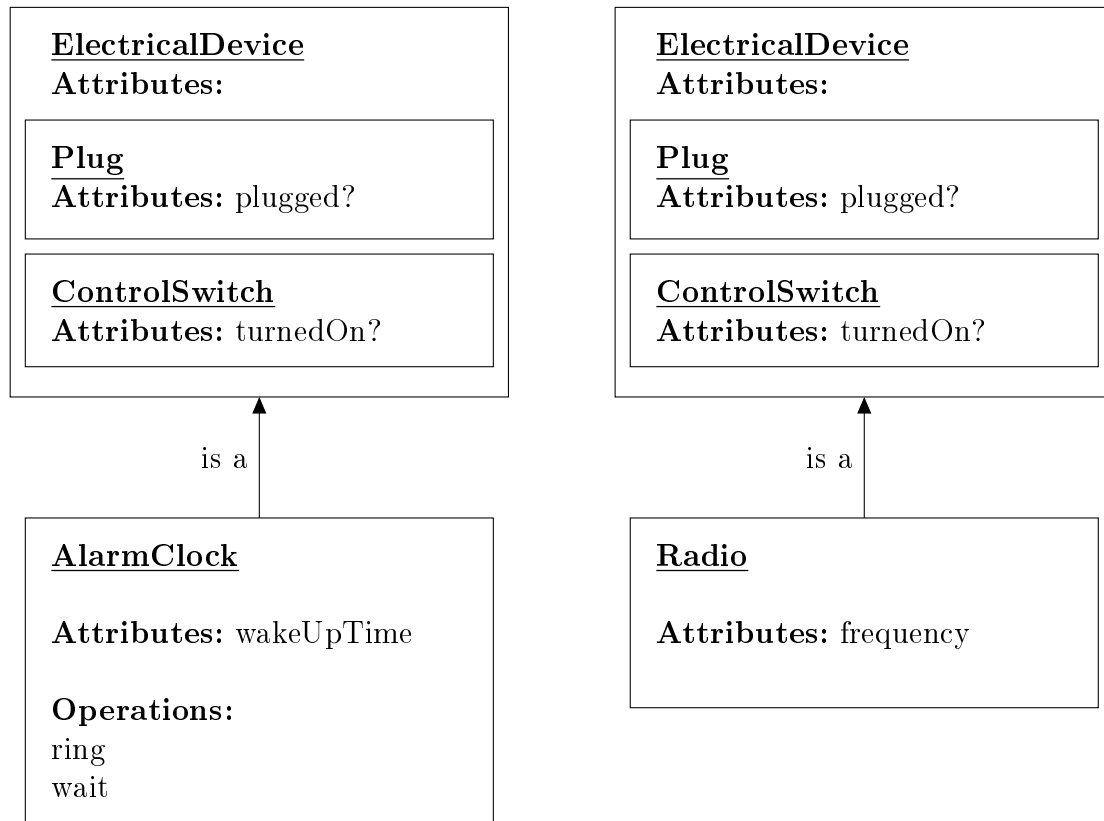 ElectricalDevice
Attributes:
Plug
Attributes: plugged?
ControlSwitch
Attributes: turnedOn?
is a
AlarmClock
Attributes: wakeUpTime
Operations:
ring
wait
ElectricalDevice
Attributes:
Plug
Attributes: plugged?
ControlSwitch
Attributes: turnedOn?
is a
Radio
Attributes: frequency